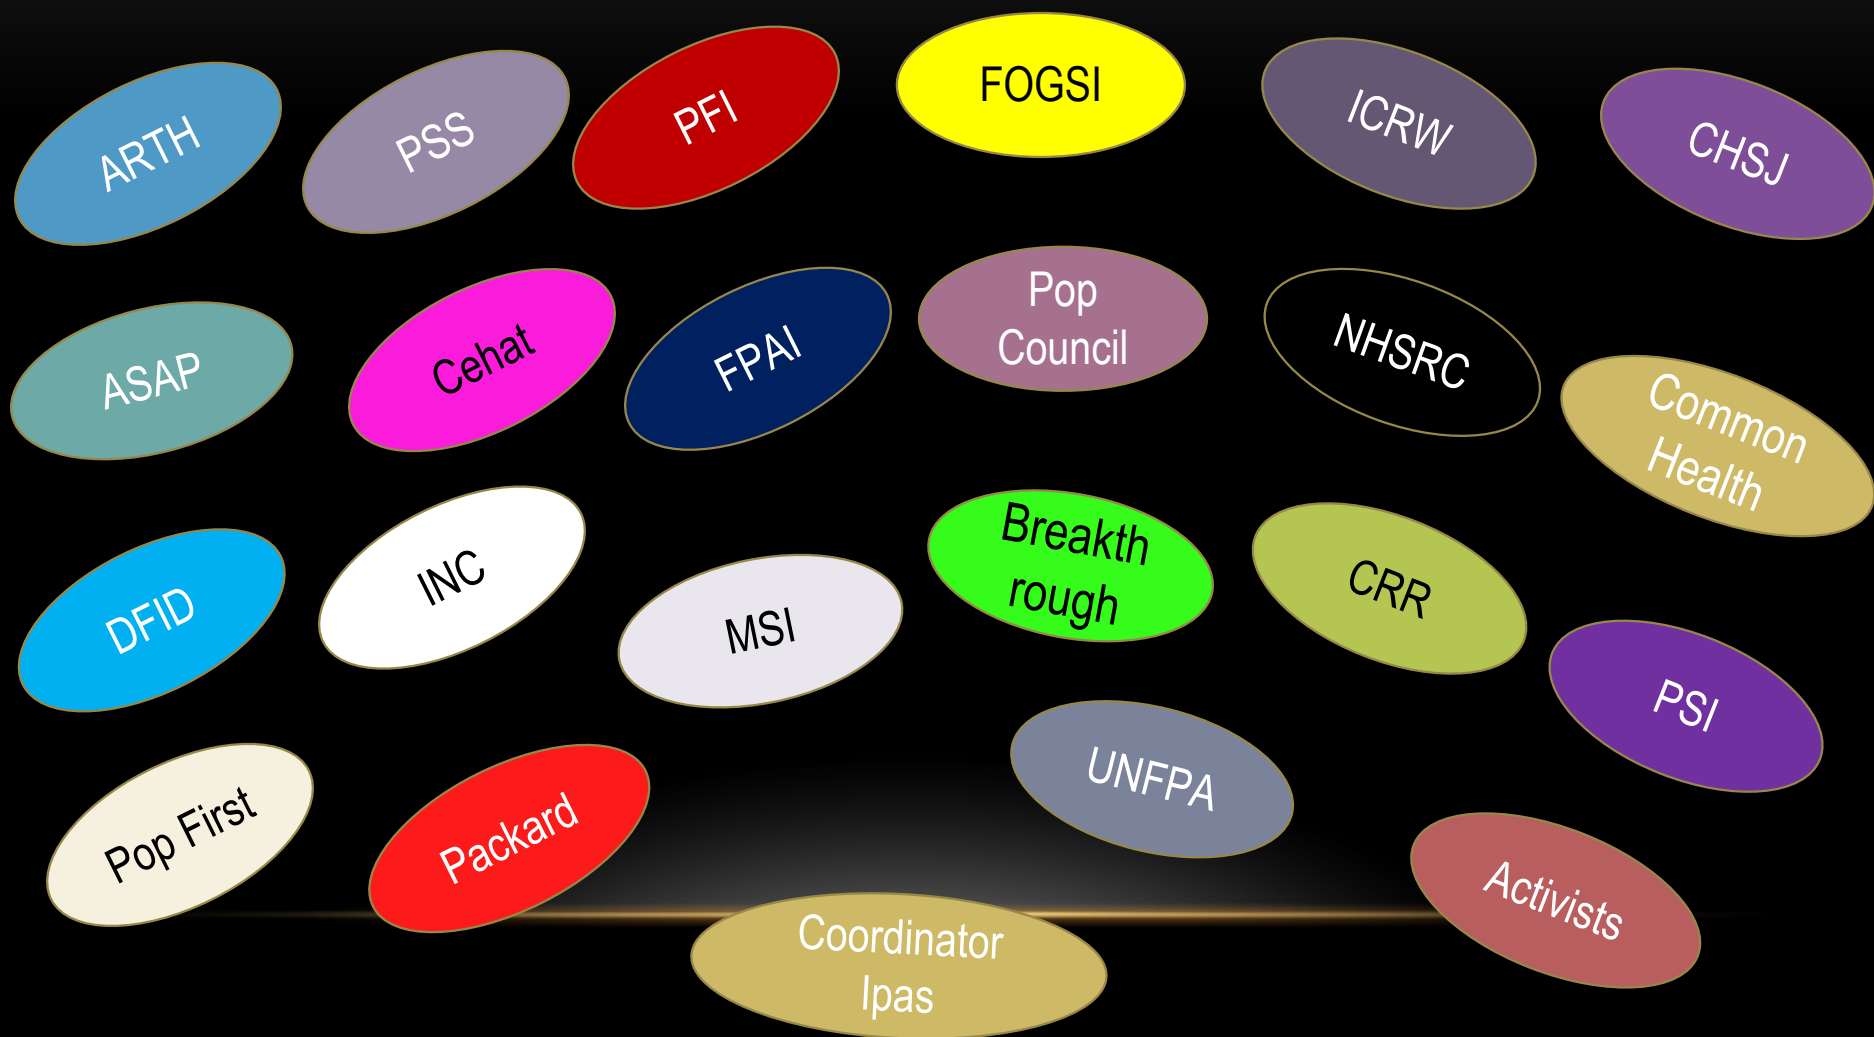 ARTH
PSS
PFI
FOGSI
ICRW
CHSJ
ASAP
Cehat
FPAI
Pop
Council
NHSRC
Common
Health
DFID
INC
MSI
Breakth
rough
CRR
PSI
Pop First
Packard
UNFPA
Activists
Coordinator
Ipas